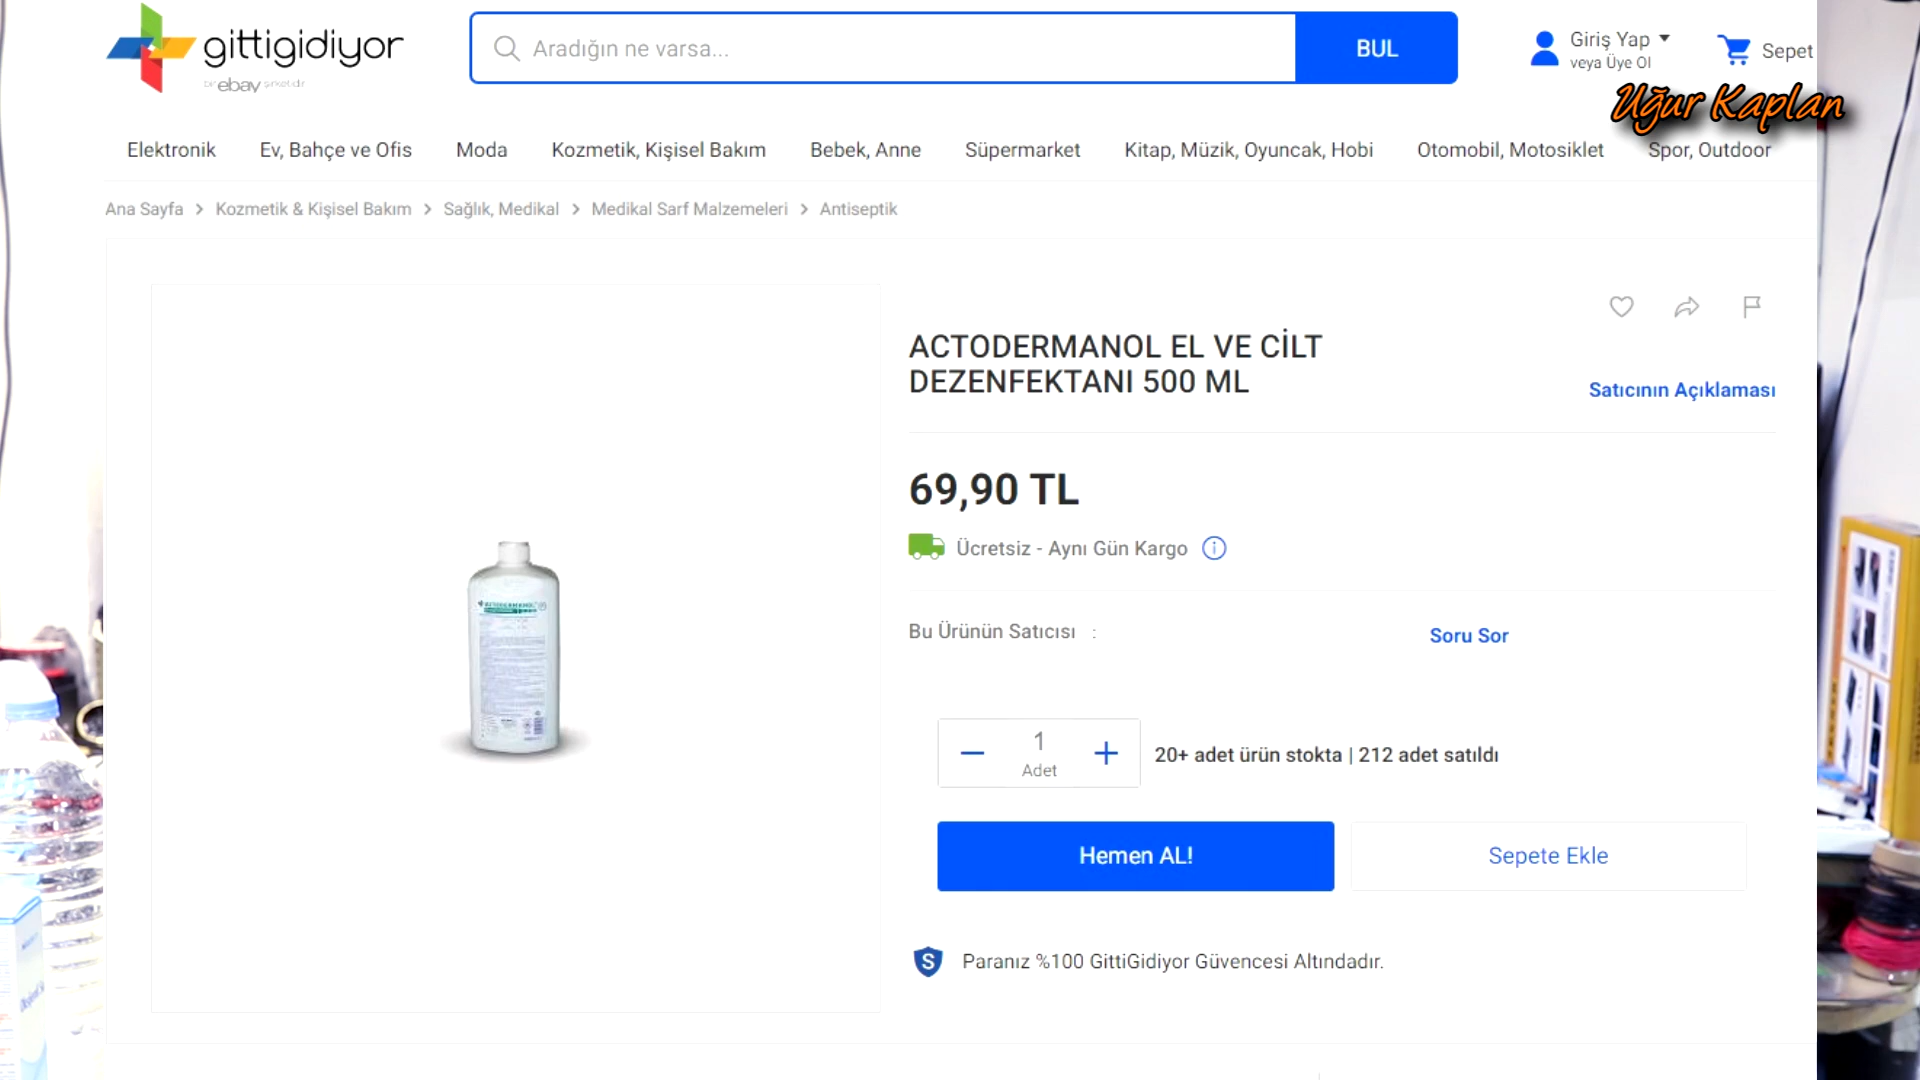 gittigidiyor
bir ebay şirketidir
Aradığın ne varsa...
BUL
Giriş Yap
veya Üye Ol
Sepet
Uğur Kaplan
Elektronik
Ev, Bahçe ve Ofis
Moda
Kozmetik, Kişisel Bakım
Bebek, Anne
Süpermarket
Kitap, Müzik, Oyuncak, Hobi
Otomobil, Motosiklet
Spor, Outdoor
Ana Sayfa > Kozmetik & Kişisel Bakım > Sağlık, Medikal > Medikal Sarf Malzemeleri > Antiseptik
ACTODERMANOL EL VE CİLT
DEZENFEKTANI 500 ML
Satıcının Açıklaması
69,90 TL
Ücretsiz - Aynı Gün Kargo
Bu Ürünün Satıcısı :
Soru Sor
1
Adet
20+ adet ürün stokta | 212 adet satıldı
Hemen AL!
Sepete Ekle
Paranız %100 GittiGidiyor Güvencesi Altındadır.